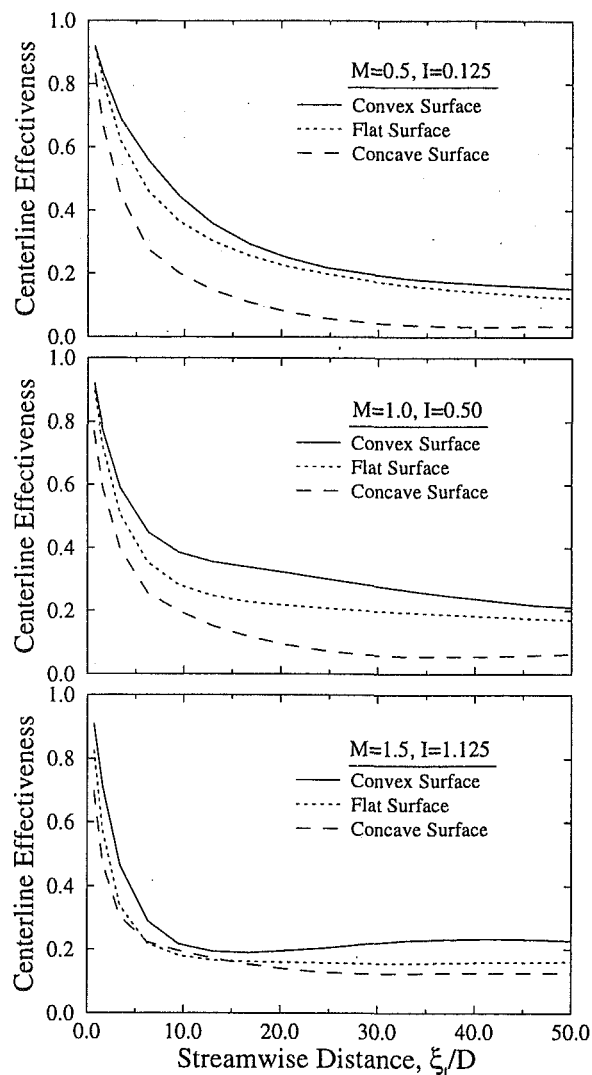 1.0
M=0.5, I=0.125
0.8
Convex Surface
Flat Surface
0.6
Concave Surface
0.4
0.2
0.0
Centerline Effectiveness
1.0
M=1.0, I=0.50
0.8
Convex Surface
Flat Surface
0.6
Concave Surface
0.4
0.2
0.0
Centerline Effectiveness
1.0
M=1.5, I=1.125
0.8
Convex Surface
Flat Surface
0.6
Concave Surface
0.4
0.2
0.0
Centerline Effectiveness
0.0 10.0 20.0 30.0 40.0 50.0
Streamwise Distance, ξ/D